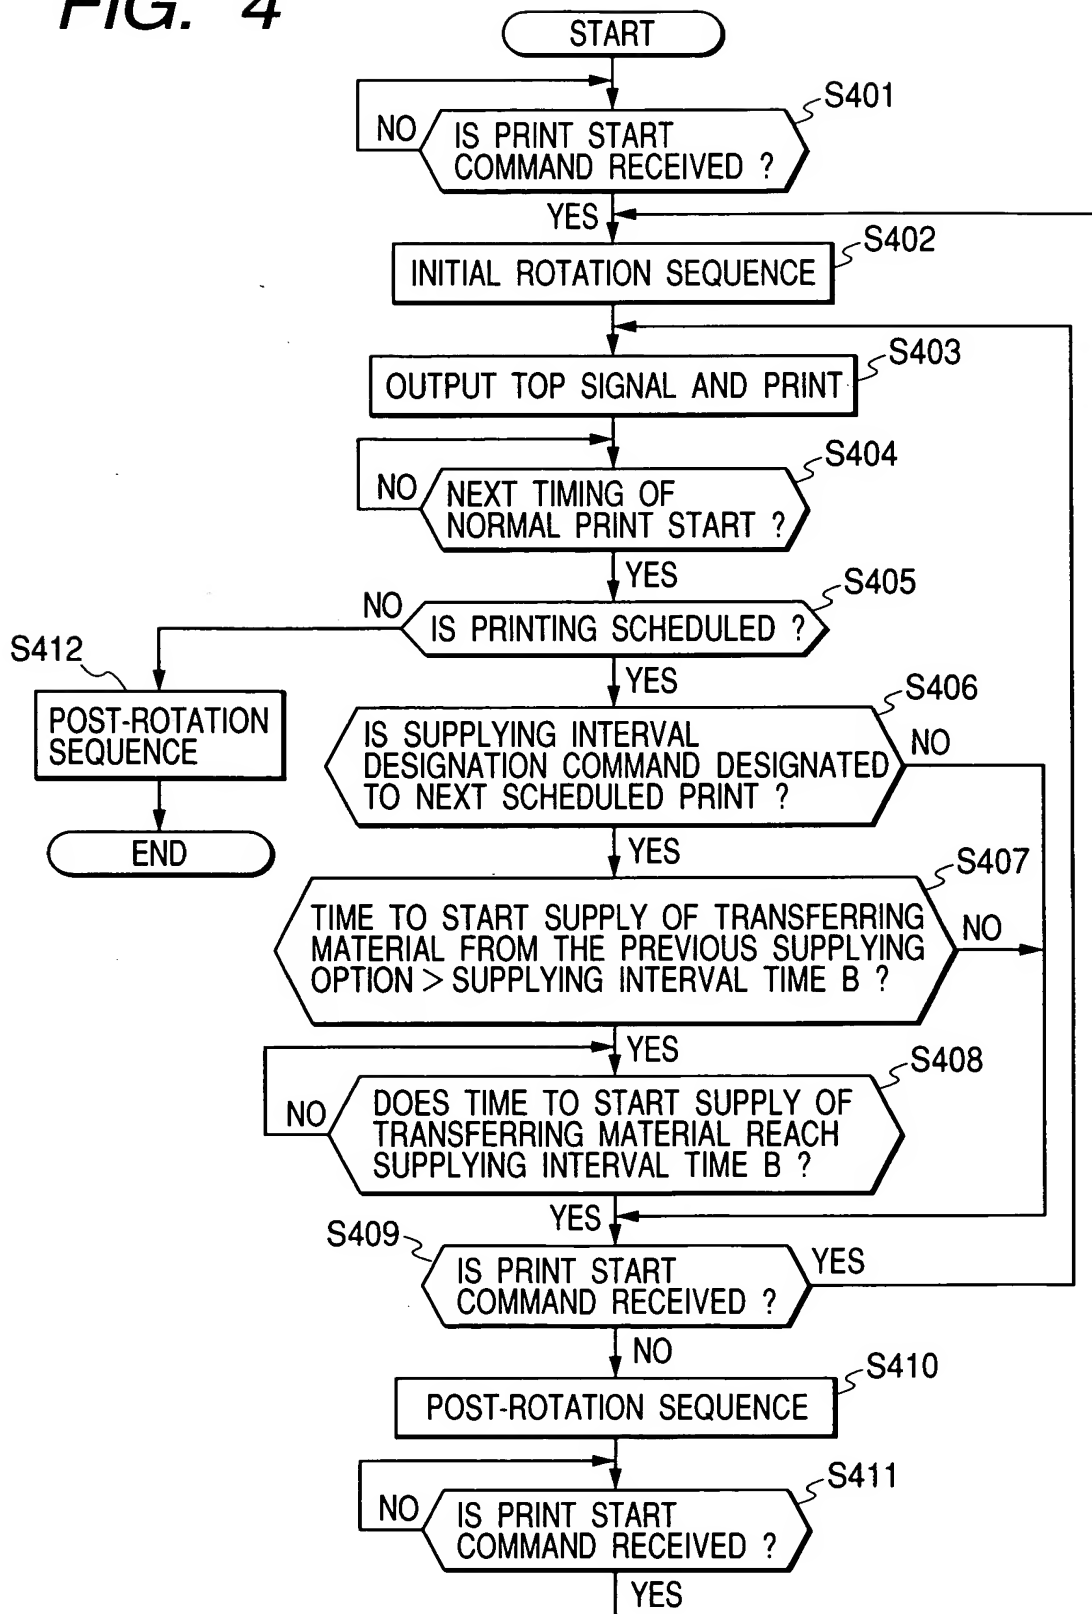 FIG. 4
START
S401
NO
IS PRINT START
COMMAND RECEIVED ?
YES
S402
INITIAL ROTATION SEQUENCE
S403
OUTPUT TOP SIGNAL AND PRINT
S404
NO
NEXT TIMING OF
NORMAL PRINT START ?
YES
S405
NO
IS PRINTING SCHEDULED ?
S412
YES
POST-ROTATION
SEQUENCE
END
S406
IS SUPPLYING INTERVAL
DESIGNATION COMMAND DESIGNATED
TO NEXT SCHEDULED PRINT ?
NO
YES
S407
TIME TO START SUPPLY OF TRANSFERRING
MATERIAL FROM THE PREVIOUS SUPPLYING
OPTION > SUPPLYING INTERVAL TIME B ?
NO
YES
S408
NO
DOES TIME TO START SUPPLY OF
TRANSFERRING MATERIAL REACH
SUPPLYING INTERVAL TIME B ?
YES
S409
IS PRINT START
COMMAND RECEIVED ?
YES
NO
S410
POST-ROTATION SEQUENCE
S411
NO
IS PRINT START
COMMAND RECEIVED ?
YES